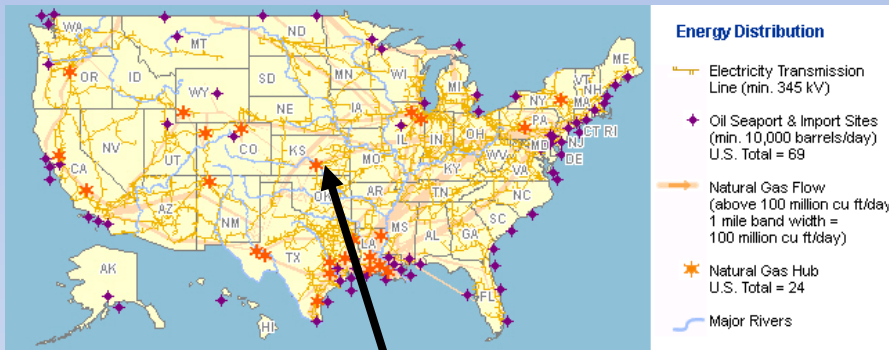 WA
MT
ND
OR
ID
WY
SD
MN
WI
MI
ME
VT
NH
NY
MA
CT RI
PA
NJ
MD
DE
NV
UT
CO
NE
IA
IL
IN
OH
WV
VA
CA
KS
MO
KY
AZ
NM
OK
AR
TN
NC
SC
TX
LA
MS
AL
GA
FL
AK
HI
Energy Distribution
Electricity Transmission
Line (min. 345 kV)
Oil Seaport & Import Sites
(min. 10,000 barrels/day)
U.S. Total = 69
Natural Gas Flow
(above 100 million cu ft/day
1 mile band width =
100 million cu ft/day)
Natural Gas Hub
U.S. Total = 24
Major Rivers